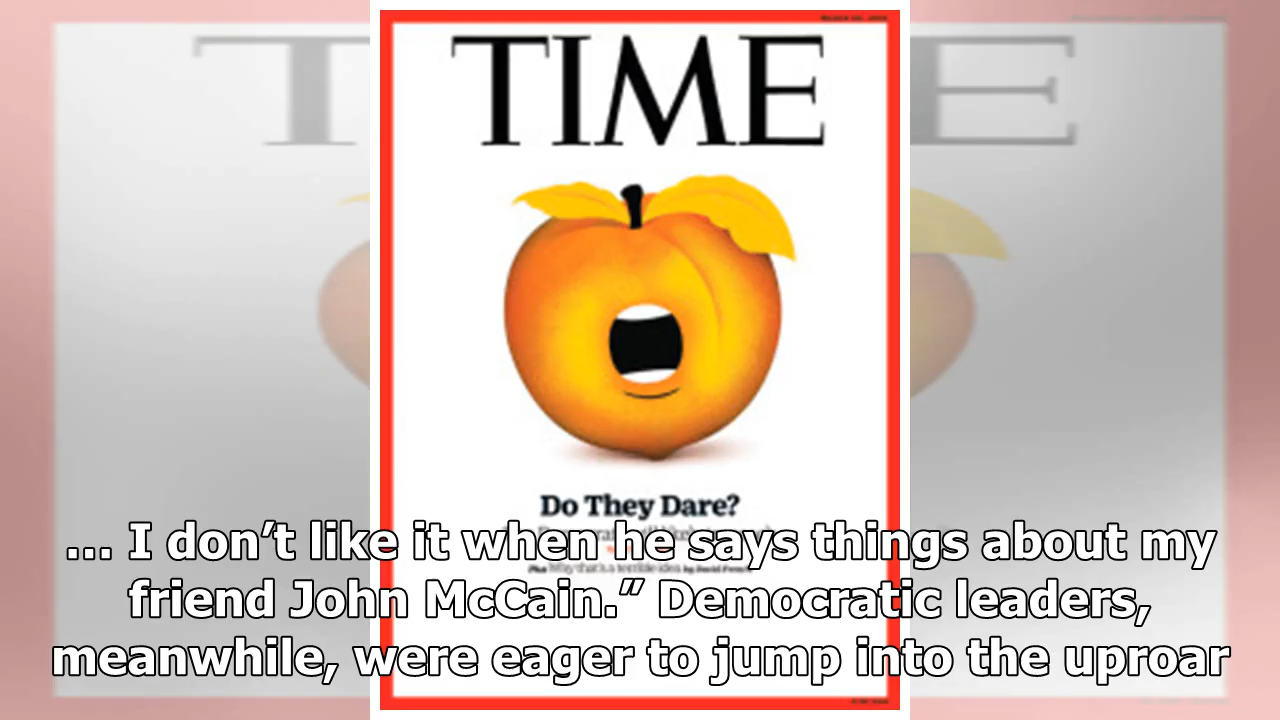 TIME
Do They Dare?
... I don’t like it when he says things about my
friend John McCain.” Democratic leaders,
meanwhile, were eager to jump into the uproar